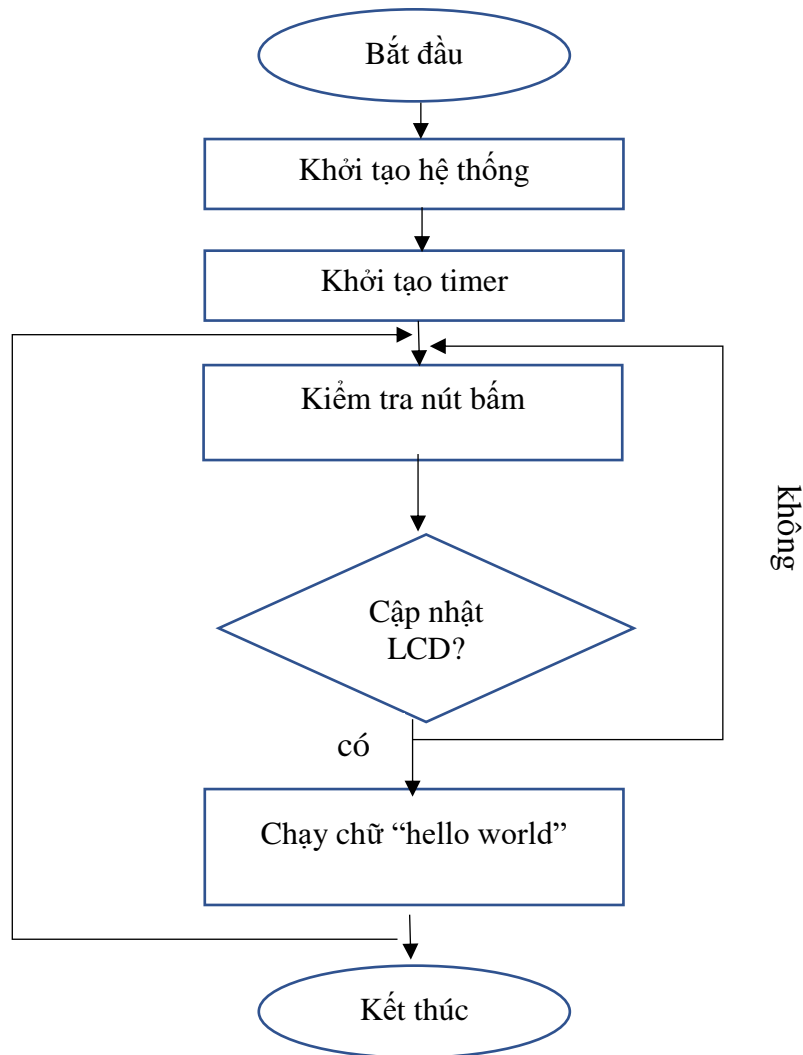 Bắt đầu
Khởi tạo hệ thống
Khởi tạo timer
Kiểm tra nút bấm
không
Cập nhật
LCD?
có
Chạy chữ “hello world”
Kết thúc